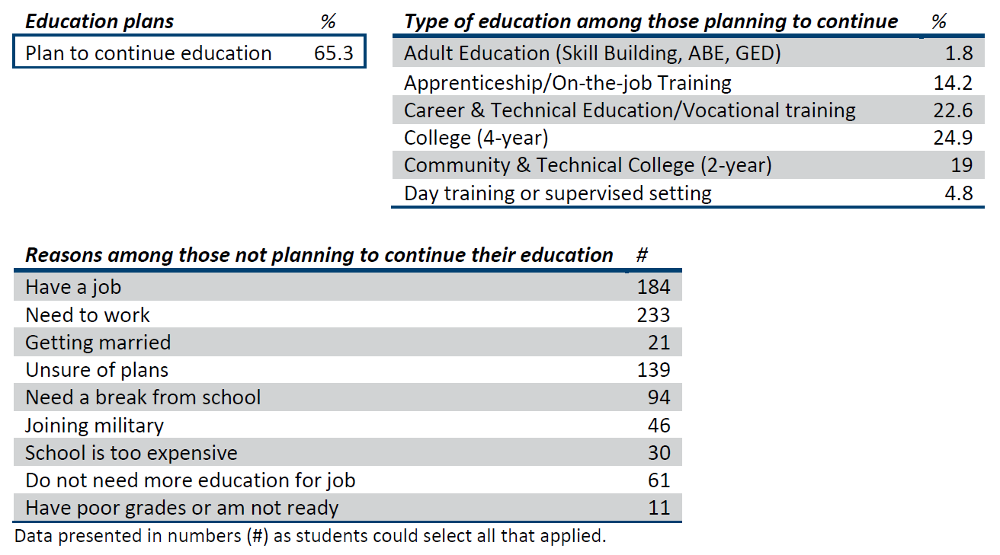 Education plans %
Plan to continue education 65.3
Type of education among those planning to continue %
Adult Education (Skill Building, ABE, GED) 1.8
Apprenticeship/On-the-job Training 14.2
Career & Technical Education/Vocational training 22.6
College (4-year) 24.9
Community & Technical College (2-year) 19
Day training or supervised setting 4.8
Reasons among those not planning to continue their education #
Have a job 184
Need to work 233
Getting married 21
Unsure of plans 139
Need a break from school 94
Joining military 46
School is too expensive 30
Do not need more education for job 61
Have poor grades or am not ready 11
Data presented in numbers (#) as students could select all that applied.